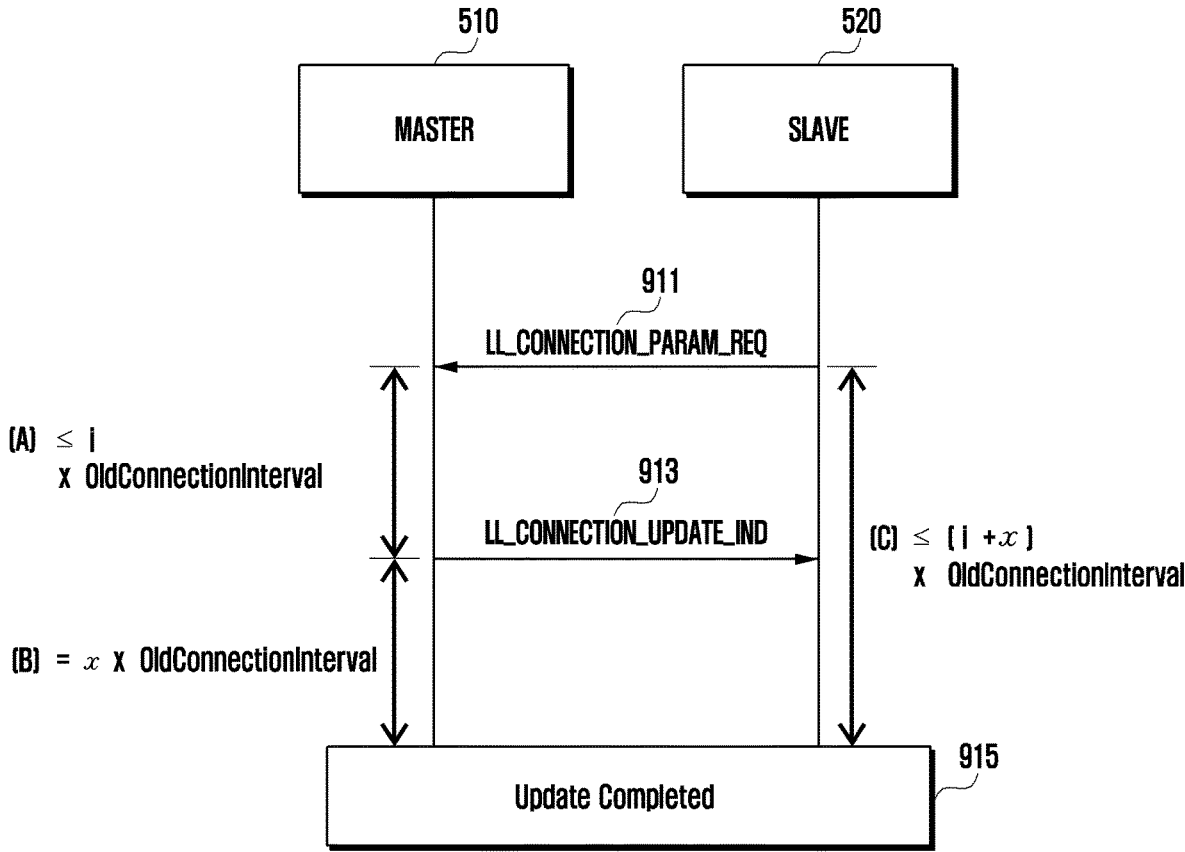 510
520
MASTER
SLAVE
911
LL_CONNECTION_PARAM_REQ
(A) ≤ i
x OldConnectionInterval
913
LL_CONNECTION_UPDATE_IND
(C) ≤ ( i + x )
x OldConnectionInterval
(B) = x x OldConnectionInterval
915
Update Completed